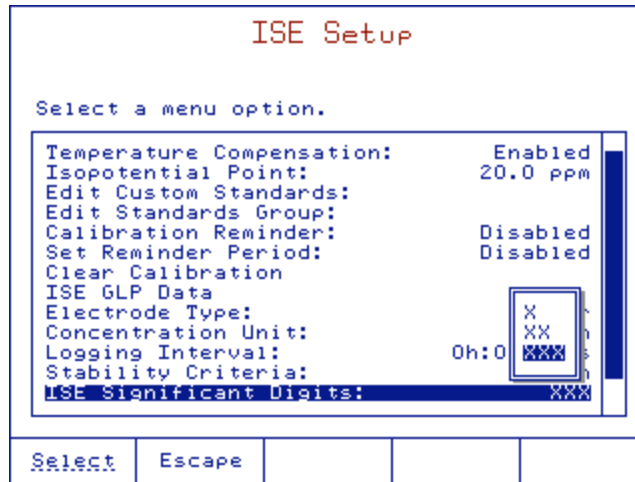 ISE Setup
Select a menu option.
Temperature Compensation: Enabled
Isopotential Point: 20.0 ppm
Edit Custom Standards:
Edit Standards Group:
Calibration Reminder: Disabled
Set Reminder Period: Disabled
Clear Calibration
ISE GLP Data
Electrode Type:
Concentration Unit:
Logging Interval: 0h:0
Stability Criteria:
ISE Significant Digits: XXX
X
XX
XXX
Select Escape